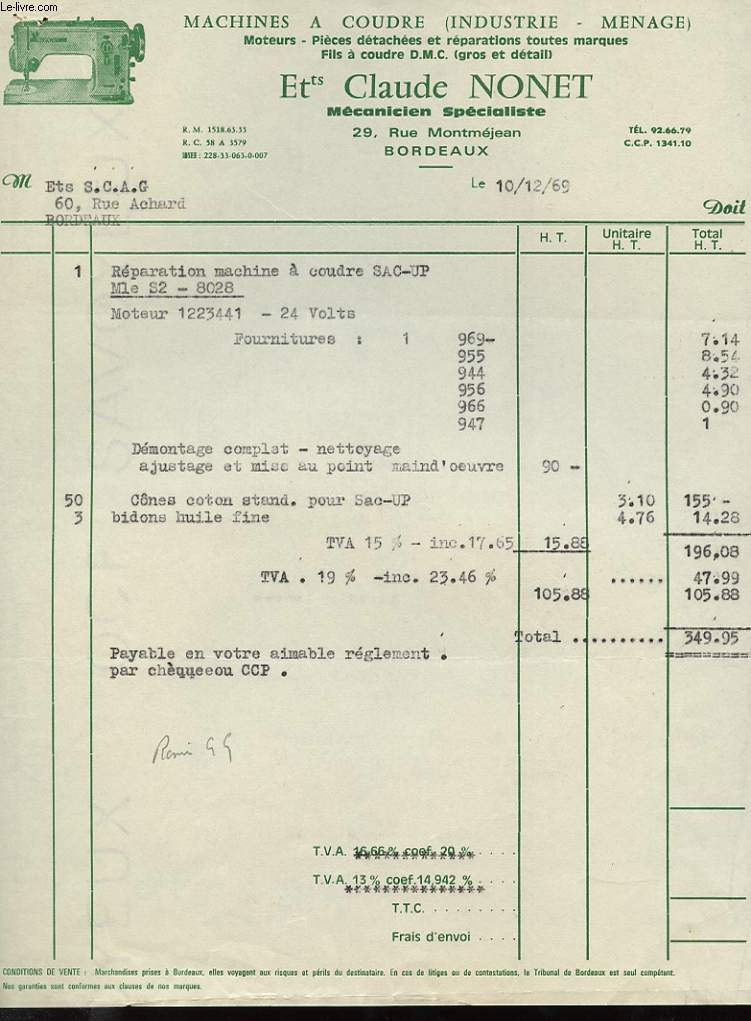 Le-livre.com
MACHINES A COUDRE (INDUSTRIE - MENAGE)
Moteurs - Pièces détachées et réparations toutes marques
Fils à coudre D.M.C. (gros et détail)
Etts Claude NONET
Mécanicien Spécialiste
R. M. 1518.63.33 29, Rue Montméjean TÉL. 92.66.79
R. C. 58 A 3579 BORDEAUX C.C.P. 1341.10
INSEE : 228-33-063-0-007
M Ets S.C.A.G Le 10/12/69
60, Rue Achard
BORDEAUX Doit
H. T. Unitaire H. T. Total H. T.
1 Réparation machine à coudre SAC-UP
Mle S2 - 8028
Moteur 1223441 - 24 Volts
Fournitures : 1 969- 7.14
955 8.54
944 4.32
956 4.90
966 0.90
947 1
Démontage complet - nettoyage
ajustage et mise au point maind'oeuvre 90 -
50 Cônes coton stand. pour Sac-UP 3.10 155 -
3 bidons huile fine 4.76 14.28
TVA 15 % - inc.17.65 15.88
196,08
TVA . 19 % -inc. 23.46 % ...... 47.99
105.88 105.88
Total .......... 349.95
Payable en votre aimable réglement .
par chèqueeou CCP .
T.V.A. 16,66 % coef. 20 % . . . .
T.V.A. 13 % coef.14,942 % . . . .
T.T.C. . . . . . . . .
Frais d'envoi . . . .
CONDITIONS DE VENTE : Marchandises prises à Bordeaux, elles voyagent aux risques et périls du destinataire. En cas de litiges ou de contestations, le Tribunal de Bordeaux est seul compétent.
Nos garanties sont conformes aux clauses de nos marques.